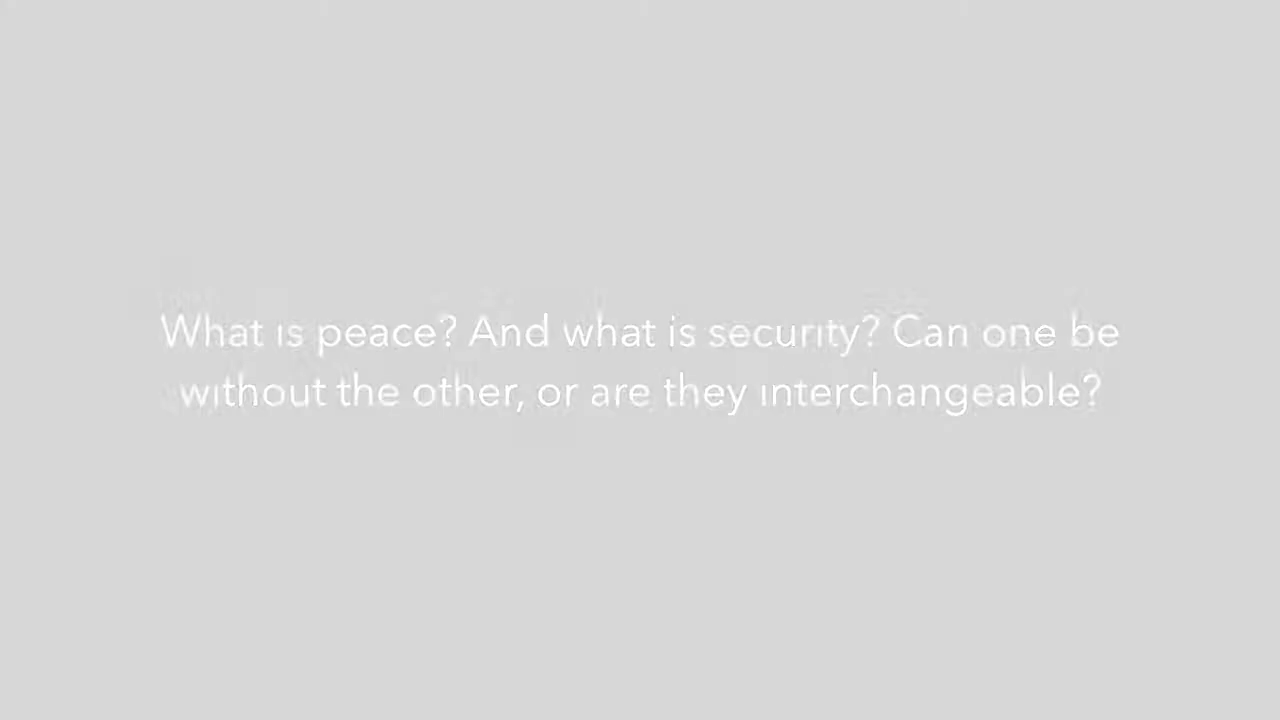 What is peace? And what is security? Can one be
without the other, or are they interchangeable?